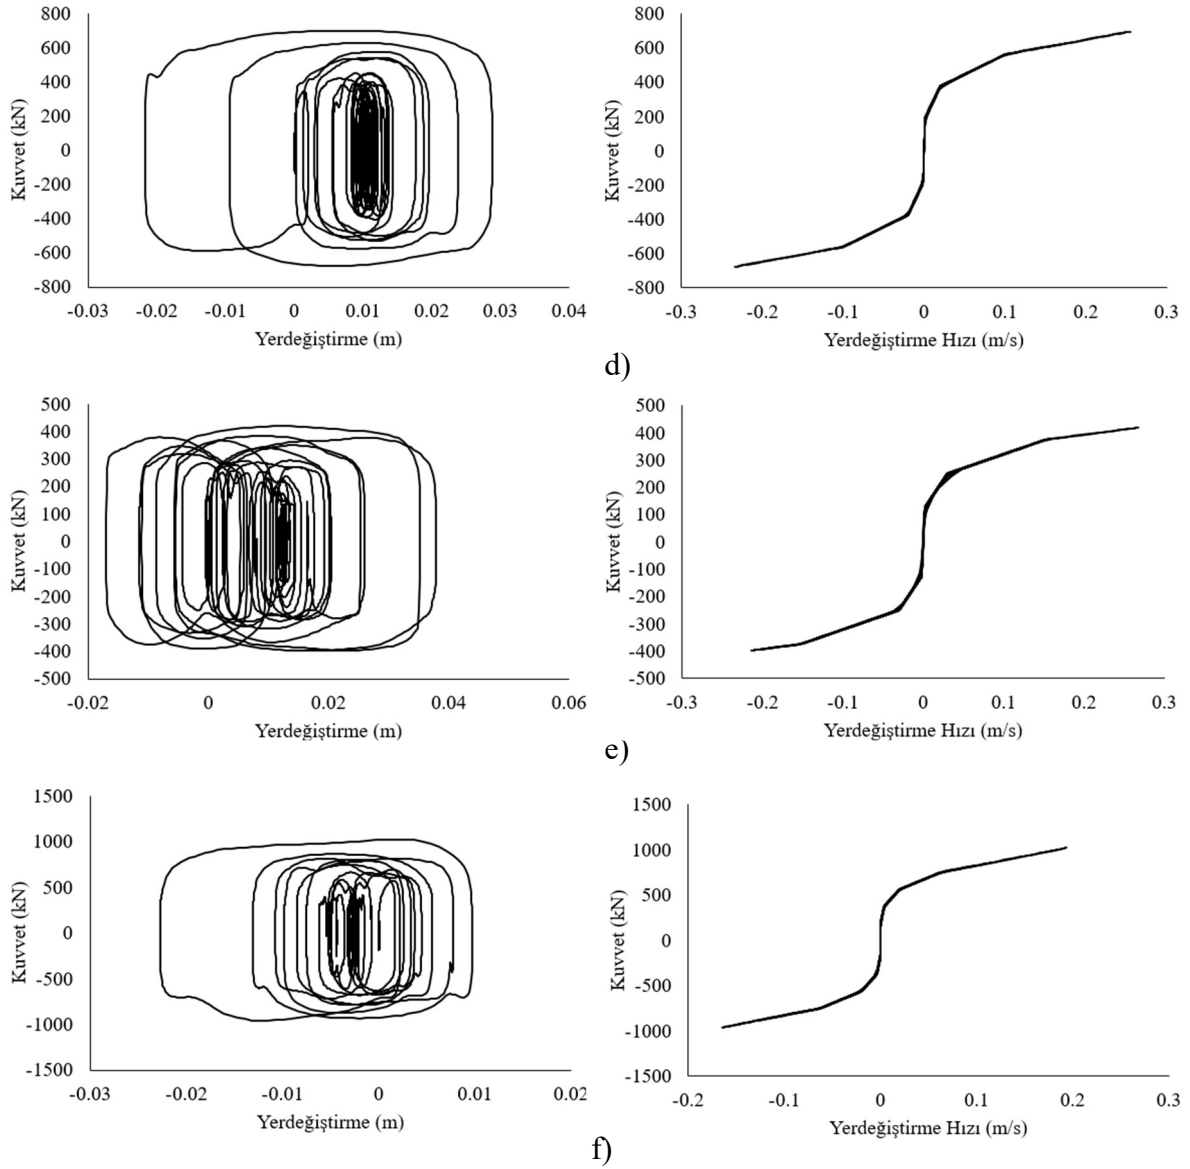 800
600
400
200
0
-200
-400
-600
-800
Kuvvet (kN)
-0.03 -0.02 -0.01 0 0.01 0.02 0.03 0.04
Yerdeğiştirme (m)
800
600
400
200
0
-200
-400
-600
-800
Kuvvet (kN)
-0.3 -0.2 -0.1 0 0.1 0.2 0.3
Yerdeğiştirme Hızı (m/s)
d)
500
400
300
200
100
0
-100
-200
-300
-400
-500
Kuvvet (kN)
-0.02 0 0.02 0.04 0.06
Yerdeğiştirme (m)
500
400
300
200
100
0
-100
-200
-300
-400
-500
Kuvvet (kN)
-0.3 -0.2 -0.1 0 0.1 0.2 0.3
Yerdeğiştirme Hızı (m/s)
e)
1500
1000
500
0
-500
-1000
-1500
Kuvvet (kN)
-0.03 -0.02 -0.01 0 0.01 0.02
Yerdeğiştirme (m)
1500
1000
500
0
-500
-1000
-1500
Kuvvet (kN)
-0.2 -0.1 0 0.1 0.2 0.3
Yerdeğiştirme Hızı (m/s)
f)